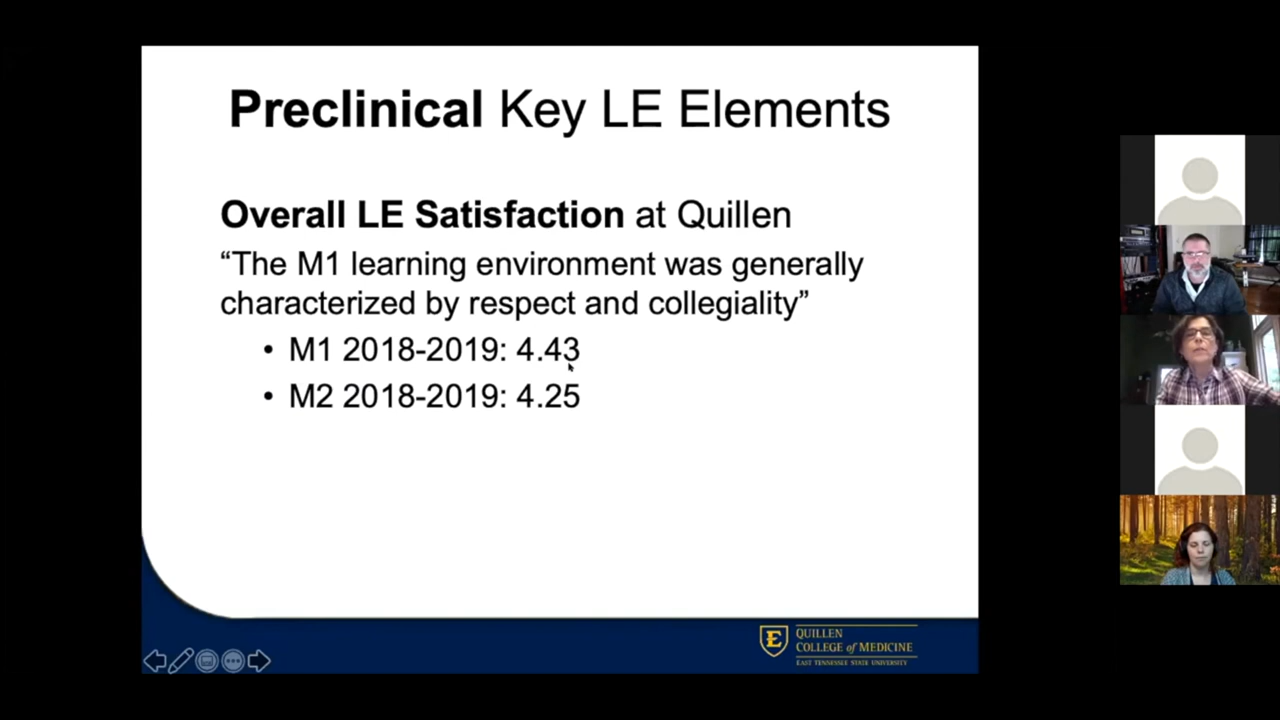 Preclinical Key LE Elements
Overall LE Satisfaction at Quillen
“The M1 learning environment was generally
characterized by respect and collegiality”
• M1 2018-2019: 4.43
• M2 2018-2019: 4.25
E
QUILLEN
COLLEGE of MEDICINE
EAST TENNESSEE STATE UNIVERSITY